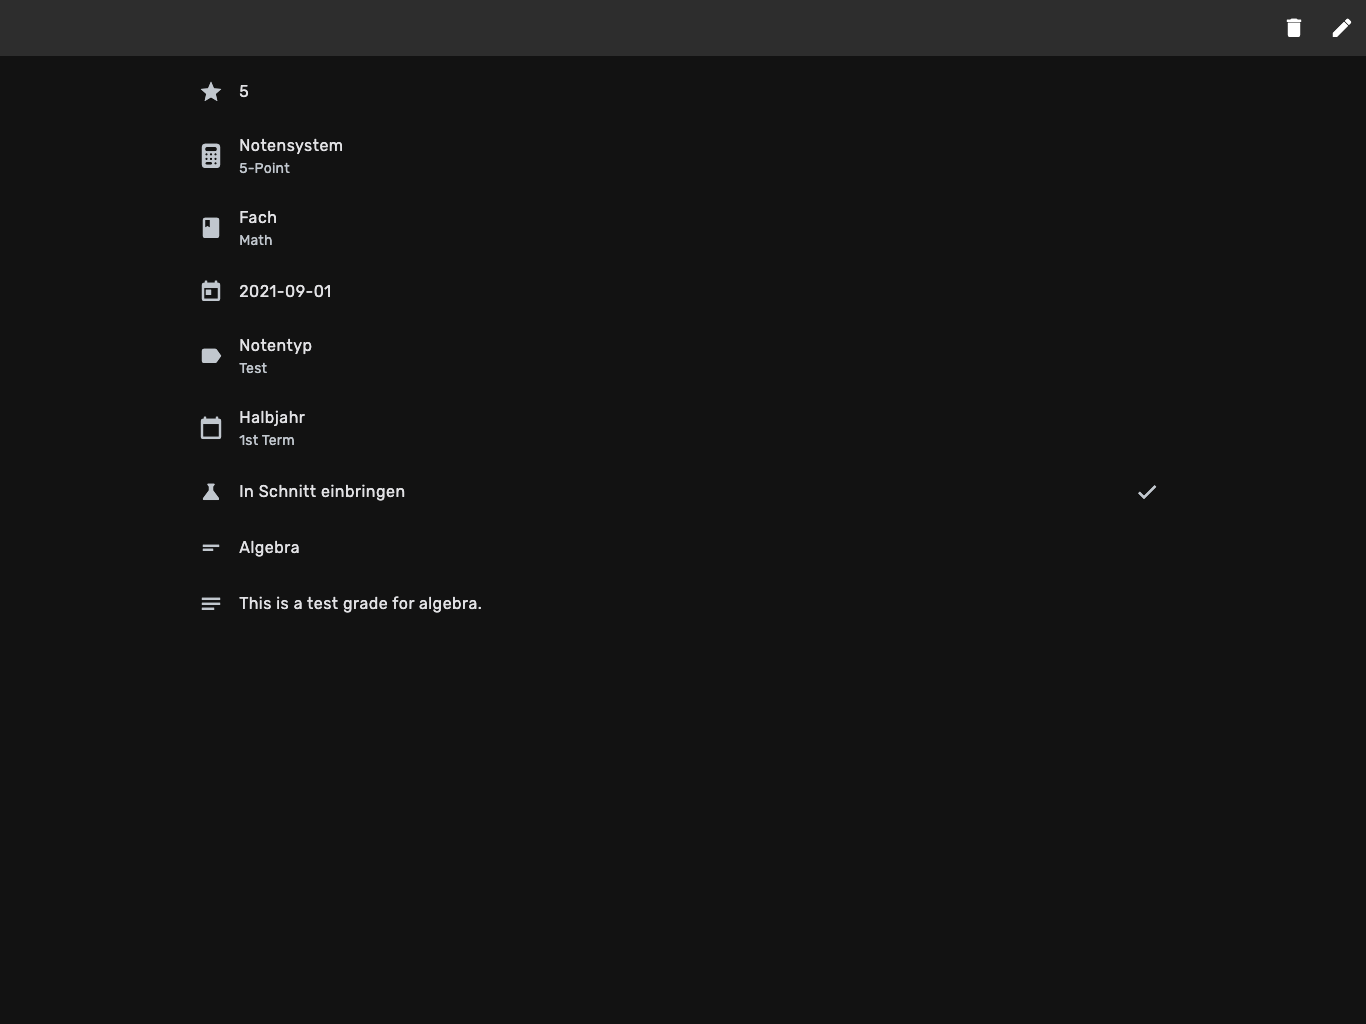 5
Notensystem
5-Point
Fach
Math
2021-09-01
Notentyp
Test
Halbjahr
1st Term
In Schnitt einbringen
Algebra
This is a test grade for algebra.